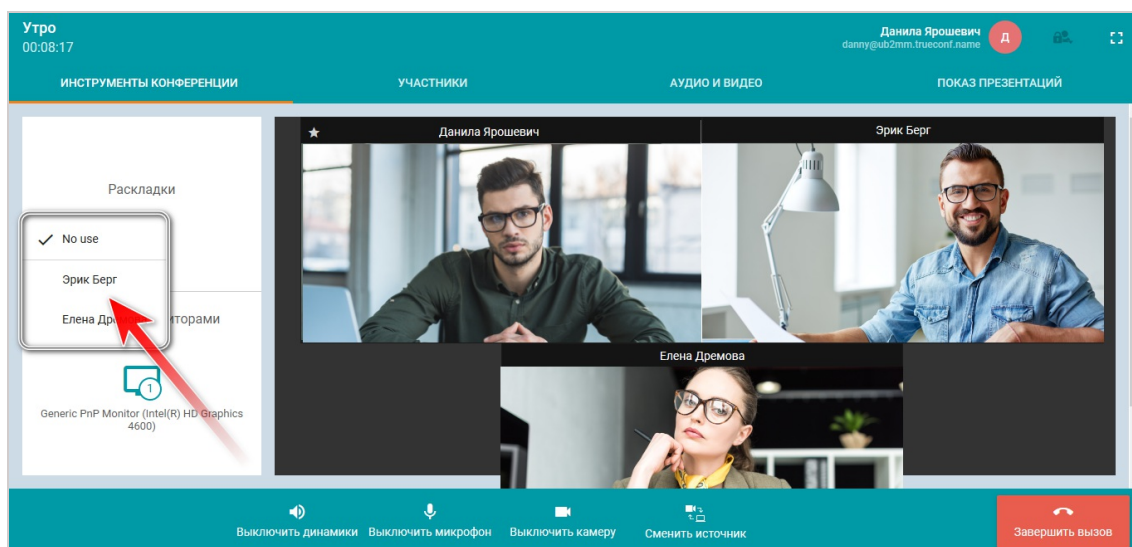 Утро
00:08:17
Данила Ярошевич
danny@ub2mm.trueconf.name
Д
ИНСТРУМЕНТЫ КОНФЕРЕНЦИИ
УЧАСТНИКИ
АУДИО И ВИДЕО
ПОКАЗ ПРЕЗЕНТАЦИЙ
Раскладки
No use
Эрик Берг
Елена
1
Generic PnP Monitor (Intel(R) HD Graphics
4600)
Данила Ярошевич
Эрик Берг
Елена Дремова
Выключить динамики
Выключить микрофон
Выключить камеру
Сменить источник
Завершить вызов